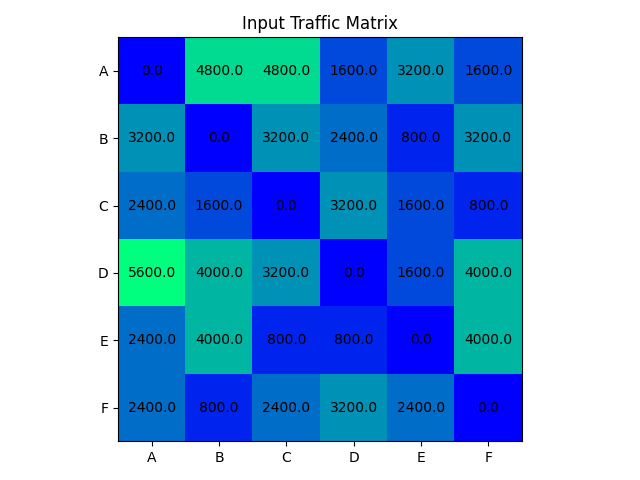 Input Traffic Matrix
A 0.0 4800.0 4800.0 1600.0 3200.0 1600.0
B 3200.0 0.0 3200.0 2400.0 800.0 3200.0
C 2400.0 1600.0 0.0 3200.0 1600.0 800.0
D 5600.0 4000.0 3200.0 0.0 1600.0 4000.0
E 2400.0 4000.0 800.0 800.0 0.0 4000.0
F 2400.0 800.0 2400.0 3200.0 2400.0 0.0
A B C D E F